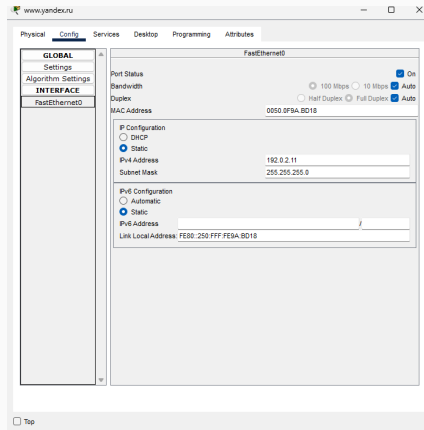 www.yandex.ru
Physical Config Services Desktop Programming Attributes
GLOBAL
Settings
Algorithm Settings
INTERFACE
FastEthernet0
FastEthernet0
Port Status On
Bandwidth 100 Mbps 10 Mbps Auto
Duplex Half Duplex Full Duplex Auto
MAC Address 0050.0F9A.BD18
IP Configuration
DHCP
Static
IPv4 Address 192.0.2.11
Subnet Mask 255.255.255.0
IPv6 Configuration
Automatic
Static
IPv6 Address /
Link Local Address: FE80::250:FFF:FE9A:BD18
Top